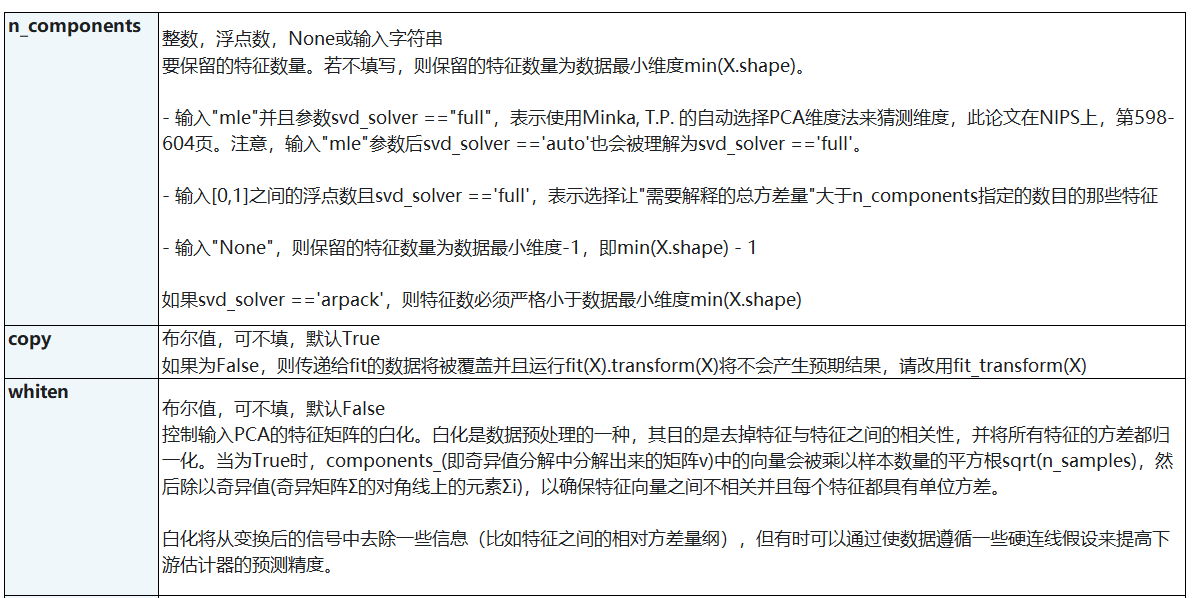 n_components
整数，浮点数，None或输入字符串
要保留的特征数量。若不填写，则保留的特征数量为数据最小维度min(X.shape)。
- 输入"mle"并且参数svd_solver =="full"，表示使用Minka, T.P. 的自动选择PCA维度法来猜测维度，此论文在NIPS上，第598-
604页。注意，输入"mle"参数后svd_solver =='auto'也会被理解为svd_solver =='full'。
- 输入[0,1]之间的浮点数且svd_solver =='full'，表示选择让"需要解释的总方差量"大于n_components指定的数目的那些特征
- 输入"None"，则保留的特征数量为数据最小维度-1，即min(X.shape) - 1
如果svd_solver =='arpack'，则特征数必须严格小于数据最小维度min(X.shape)
copy
布尔值，可不填，默认True
如果为False，则传递给fit的数据将被覆盖并且运行fit(X).transform(X)将不会产生预期结果，请改用fit_transform(X)
whiten
布尔值，可不填，默认False
控制输入PCA的特征矩阵的白化。白化是数据预处理的一种，其目的是去掉特征与特征之间的相关性，并将所有特征的方差都归
一化。当为True时，components_(即奇异值分解中分解出来的矩阵v)中的向量会被乘以样本数量的平方根sqrt(n_samples)，然
后除以奇异值(奇异矩阵Σ的对角线上的元素Σi)，以确保特征向量之间不相关并且每个特征都具有单位方差。
白化将从变换后的信号中去除一些信息（比如特征之间的相对方差量纲），但有时可以通过使数据遵循一些硬连线假设来提高下
游估计器的预测精度。